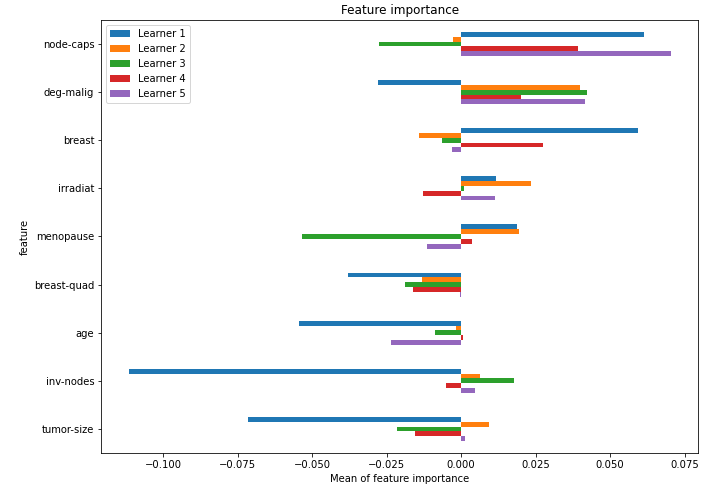 Feature importance
Learner 1
Learner 2
Learner 3
Learner 4
Learner 5
node-caps
deg-malig
breast
irradiat
menopause
breast-quad
age
inv-nodes
tumor-size
feature
−0.100 −0.075 −0.050 −0.025 0.000 0.025 0.050 0.075
Mean of feature importance